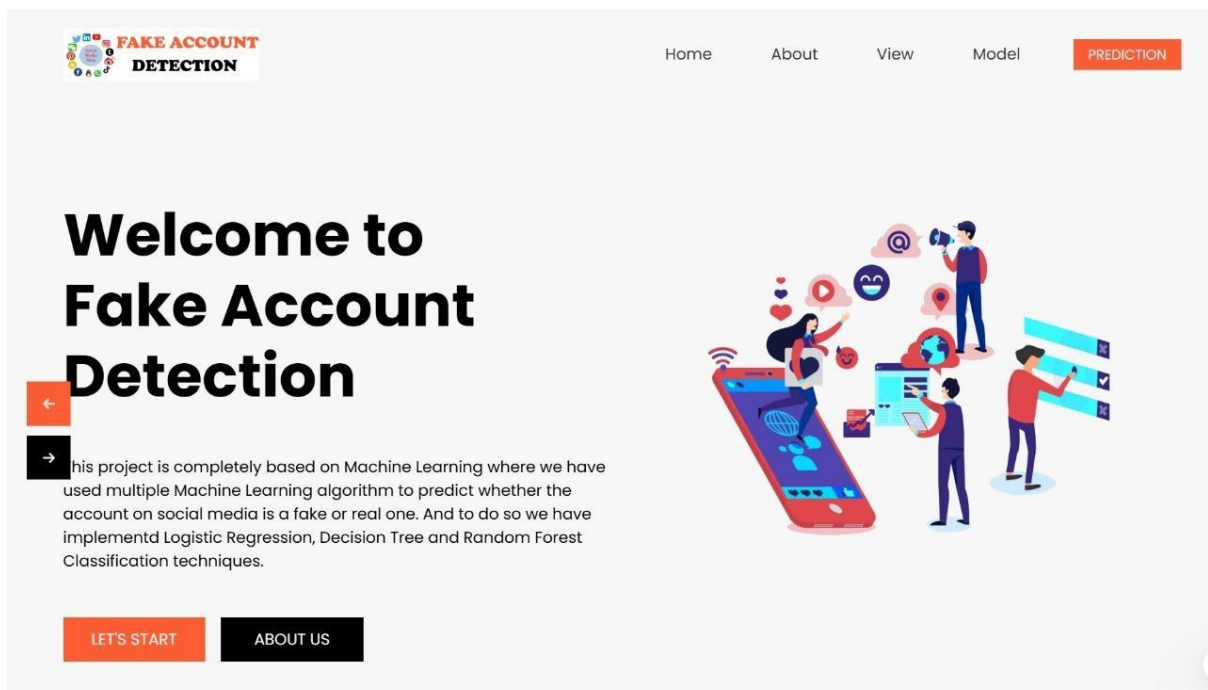 FAKE ACCOUNT
DETECTION
Home About View Model PREDICTION
Welcome to
Fake Account
Detection
his project is completely based on Machine Learning where we have
used multiple Machine Learning algorithm to predict whether the
account on social media is a fake or real one. And to do so we have
implementd Logistic Regression, Decision Tree and Random Forest
Classification techniques.
LET'S START ABOUT US